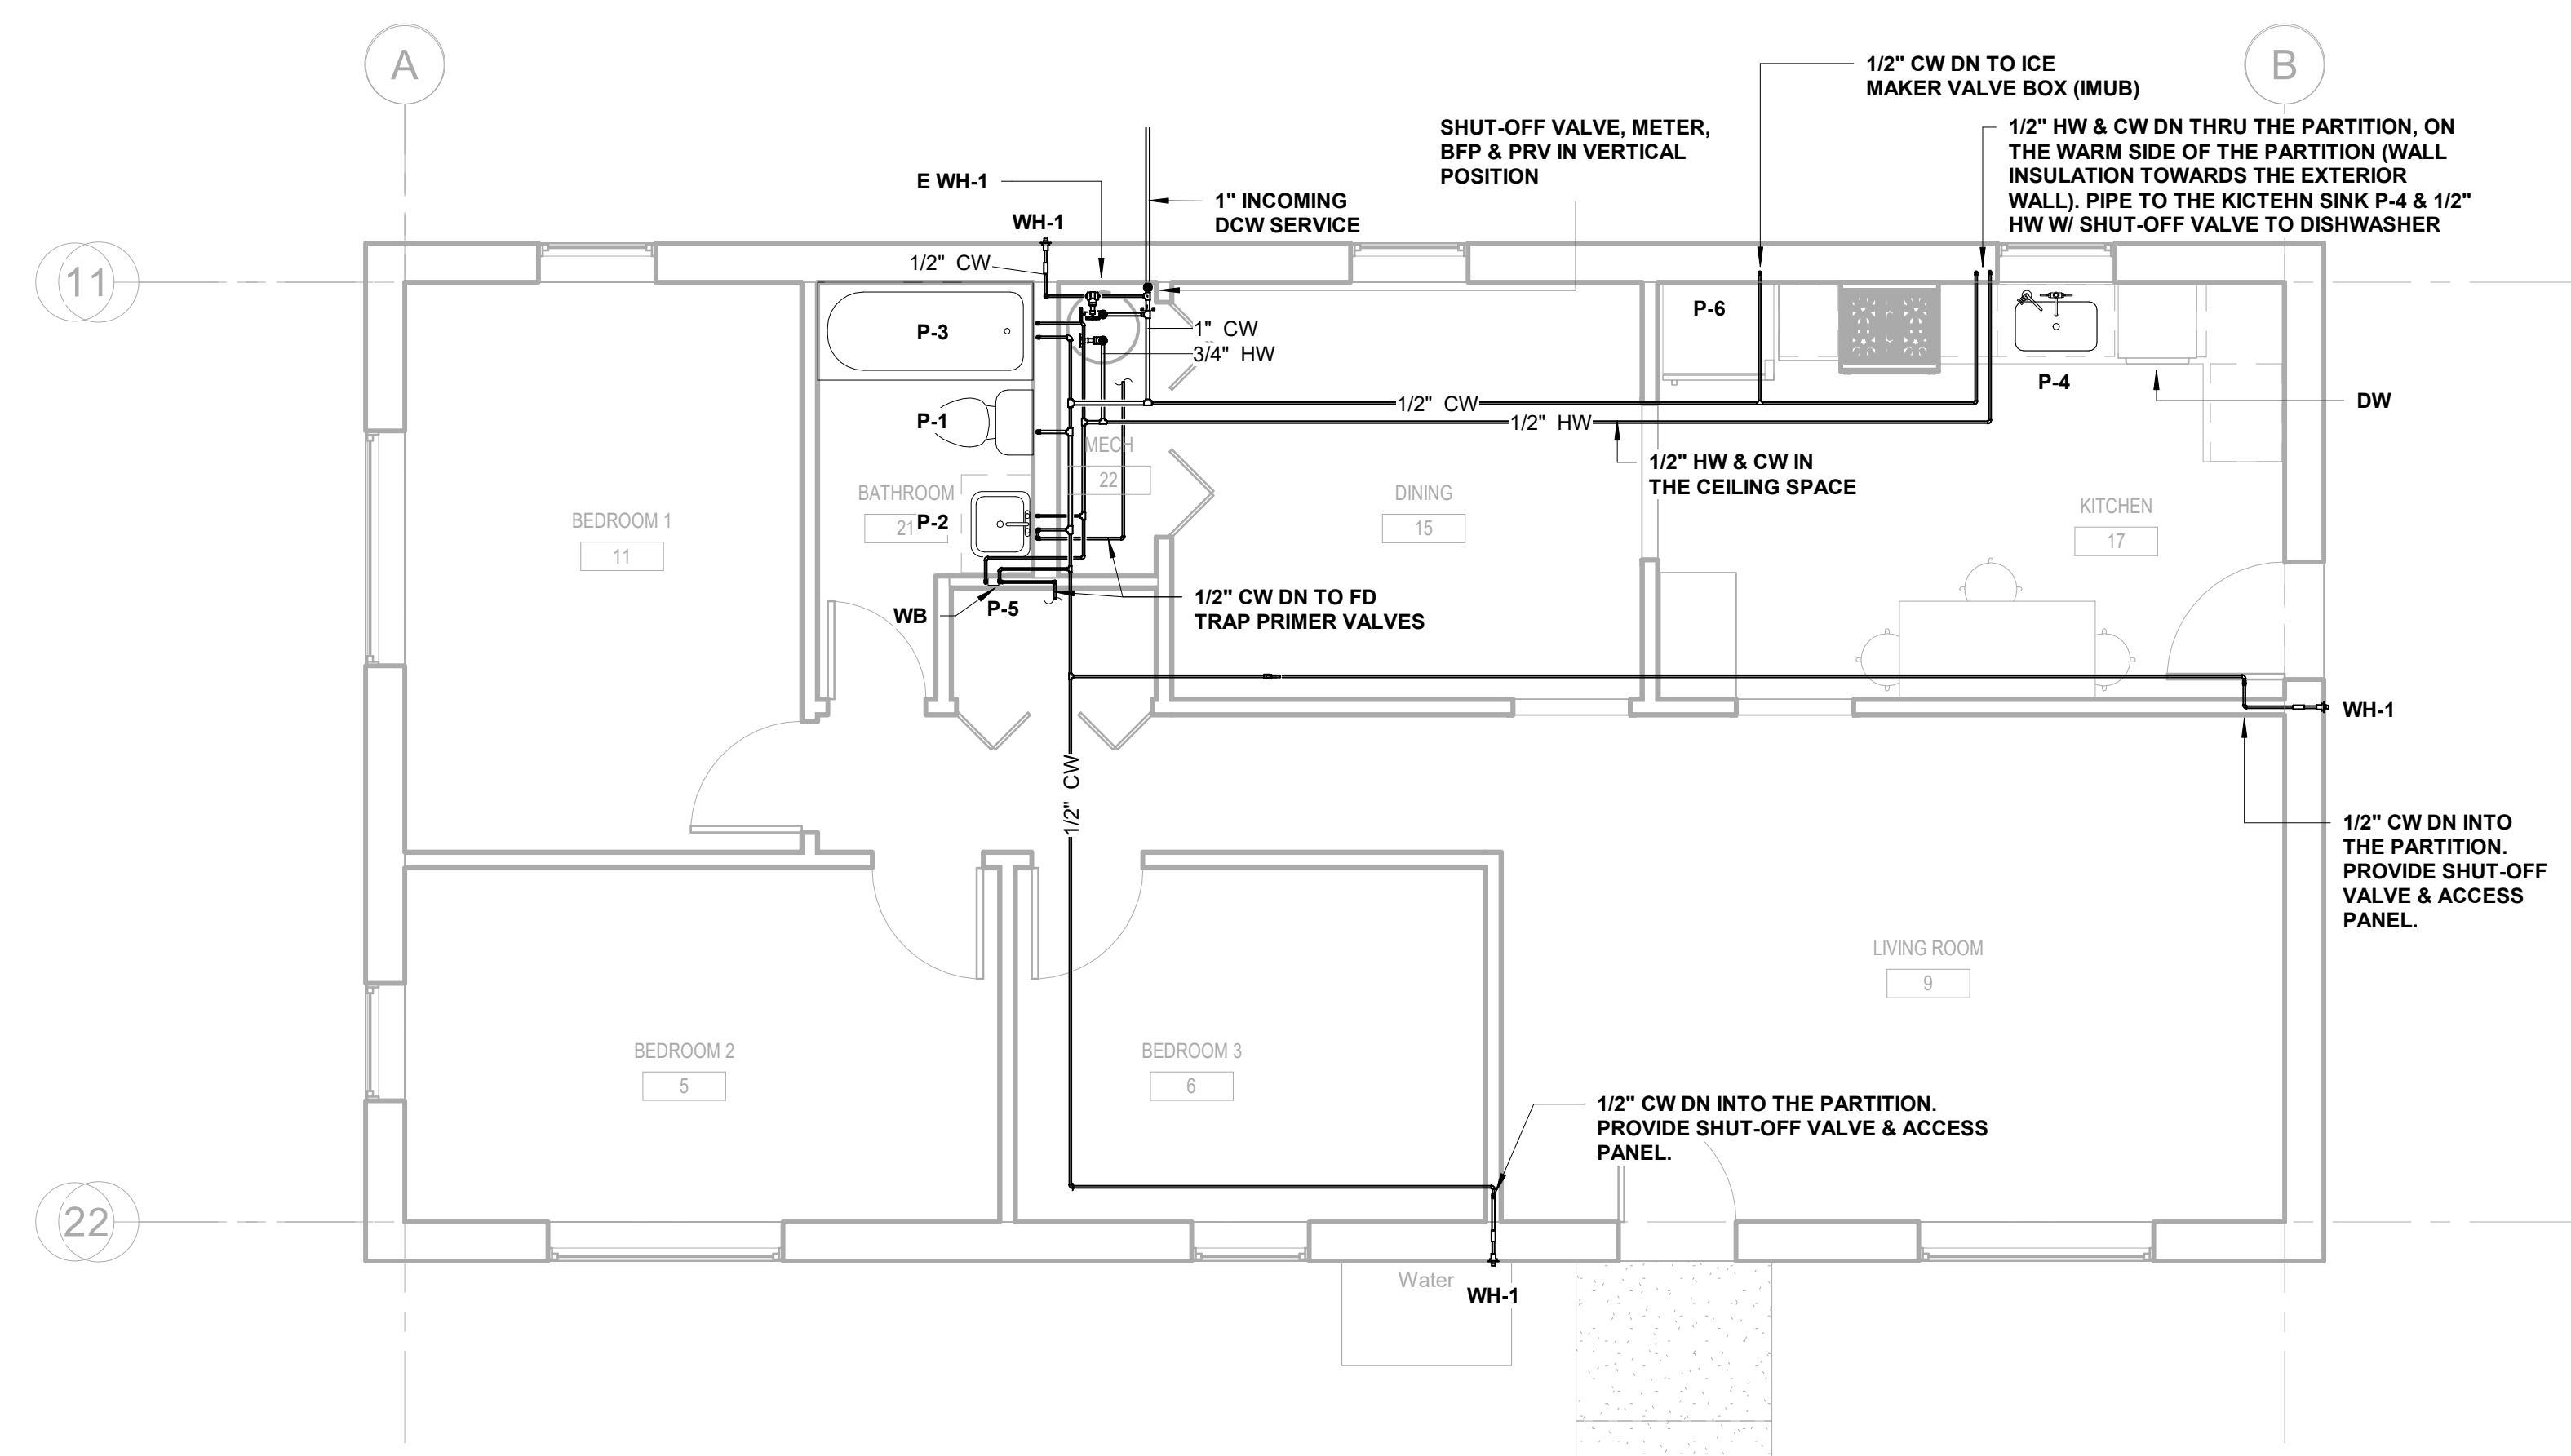 A
B
1/2" CW DN TO ICE
MAKER VALVE BOX (IMUB)
SHUT-OFF VALVE, METER,
BFP & PRV IN VERTICAL
POSITION
1/2" HW & CW DN THRU THE PARTITION, ON
THE WARM SIDE OF THE PARTITION (WALL
INSULATION TOWARDS THE EXTERIOR
WALL). PIPE TO THE KICTEHN SINK P-4 & 1/2"
HW W/ SHUT-OFF VALVE TO DISHWASHER
E WH-1
1" INCOMING
DCW SERVICE
WH-1
1/2" CW
11
P-3
1" CW
3/4" HW
P-6
P-4
DW
P-1
1/2" CW
1/2" HW
MECH
22
1/2" HW & CW IN
THE CEILING SPACE
BATHROOM
21
P-2
DINING
15
KITCHEN
17
BEDROOM 1
11
WB
P-5
1/2" CW DN TO FD
TRAP PRIMER VALVES
WH-1
1/2" CW
1/2" CW DN INTO
THE PARTITION.
PROVIDE SHUT-OFF
VALVE & ACCESS
PANEL.
LIVING ROOM
9
BEDROOM 2
5
BEDROOM 3
6
1/2" CW DN INTO THE PARTITION.
PROVIDE SHUT-OFF VALVE & ACCESS
PANEL.
22
Water
WH-1